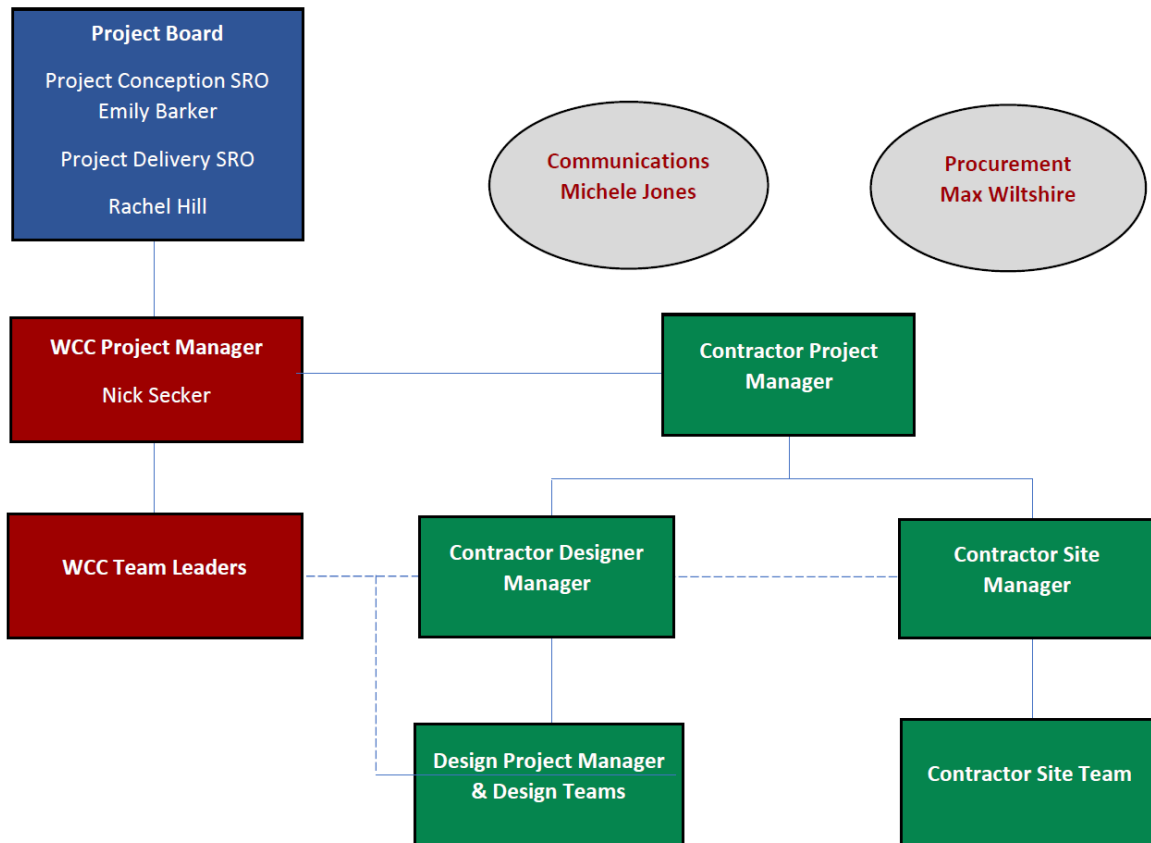 Project Board
Project Conception SRO
Emily Barker
Project Delivery SRO
Rachel Hill
Communications
Michele Jones
Procurement
Max Wiltshire
WCC Project Manager
Nick Secker
Contractor Project
Manager
WCC Team Leaders
Contractor Designer
Manager
Contractor Site
Manager
Design Project Manager
& Design Teams
Contractor Site Team